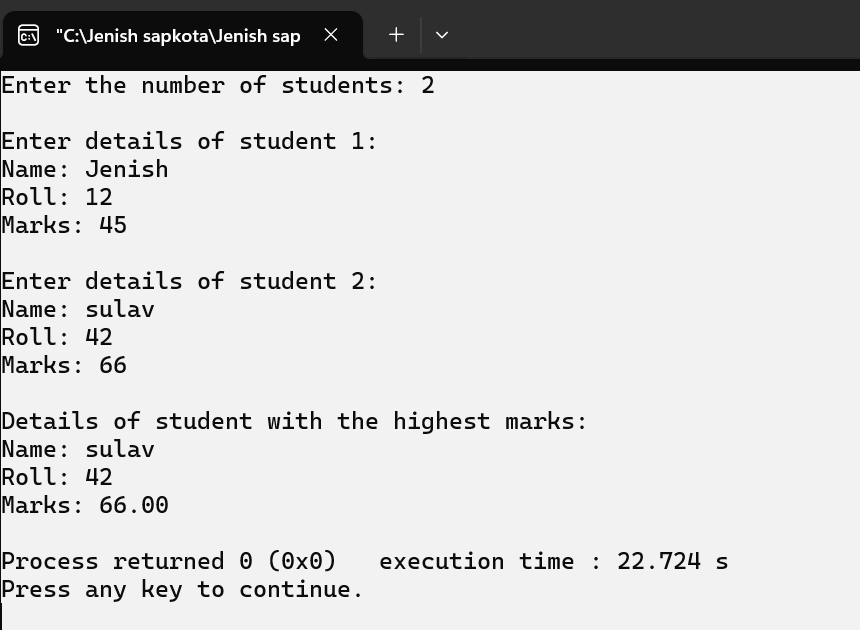 "C:\Jenish sapkota\Jenish sap
Enter the number of students: 2
Enter details of student 1:
Name: Jenish
Roll: 12
Marks: 45
Enter details of student 2:
Name: sulav
Roll: 42
Marks: 66
Details of student with the highest marks:
Name: sulav
Roll: 42
Marks: 66.00
Process returned 0 (0x0)   execution time : 22.724 s
Press any key to continue.